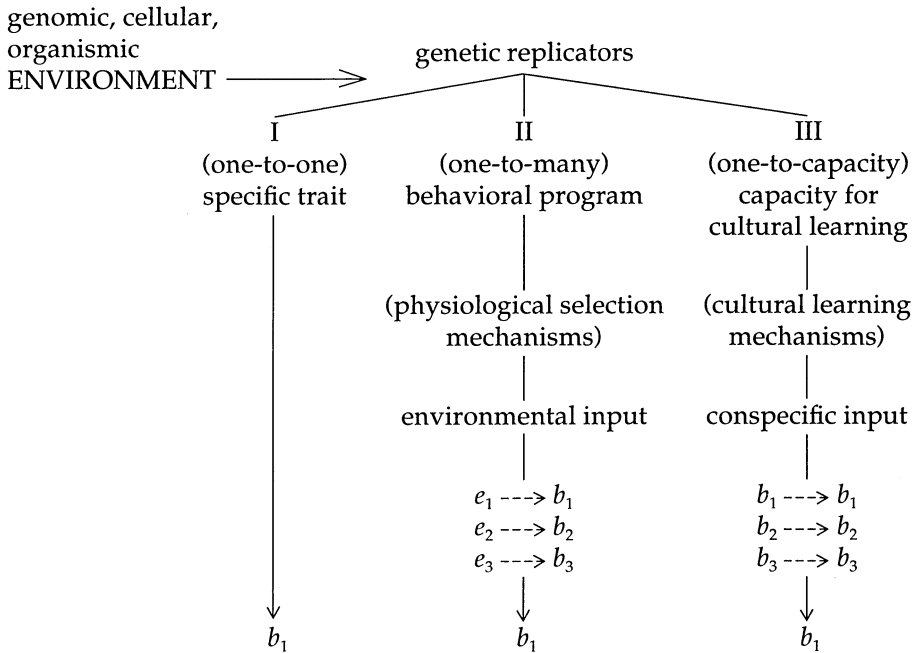 genomic, cellular,
organismic
ENVIRONMENT
genetic replicators
I
(one-to-one)
specific trait
b₁
II
(one-to-many)
behavioral program
(physiological selection
mechanisms)
environmental input
e₁ ---> b₁
e₂ ---> b₂
e₃ ---> b₃
b₁
III
(one-to-capacity)
capacity for
cultural learning
(cultural learning
mechanisms)
conspecific input
b₁ ---> b₁
b₂ ---> b₂
b₃ ---> b₃
b₁